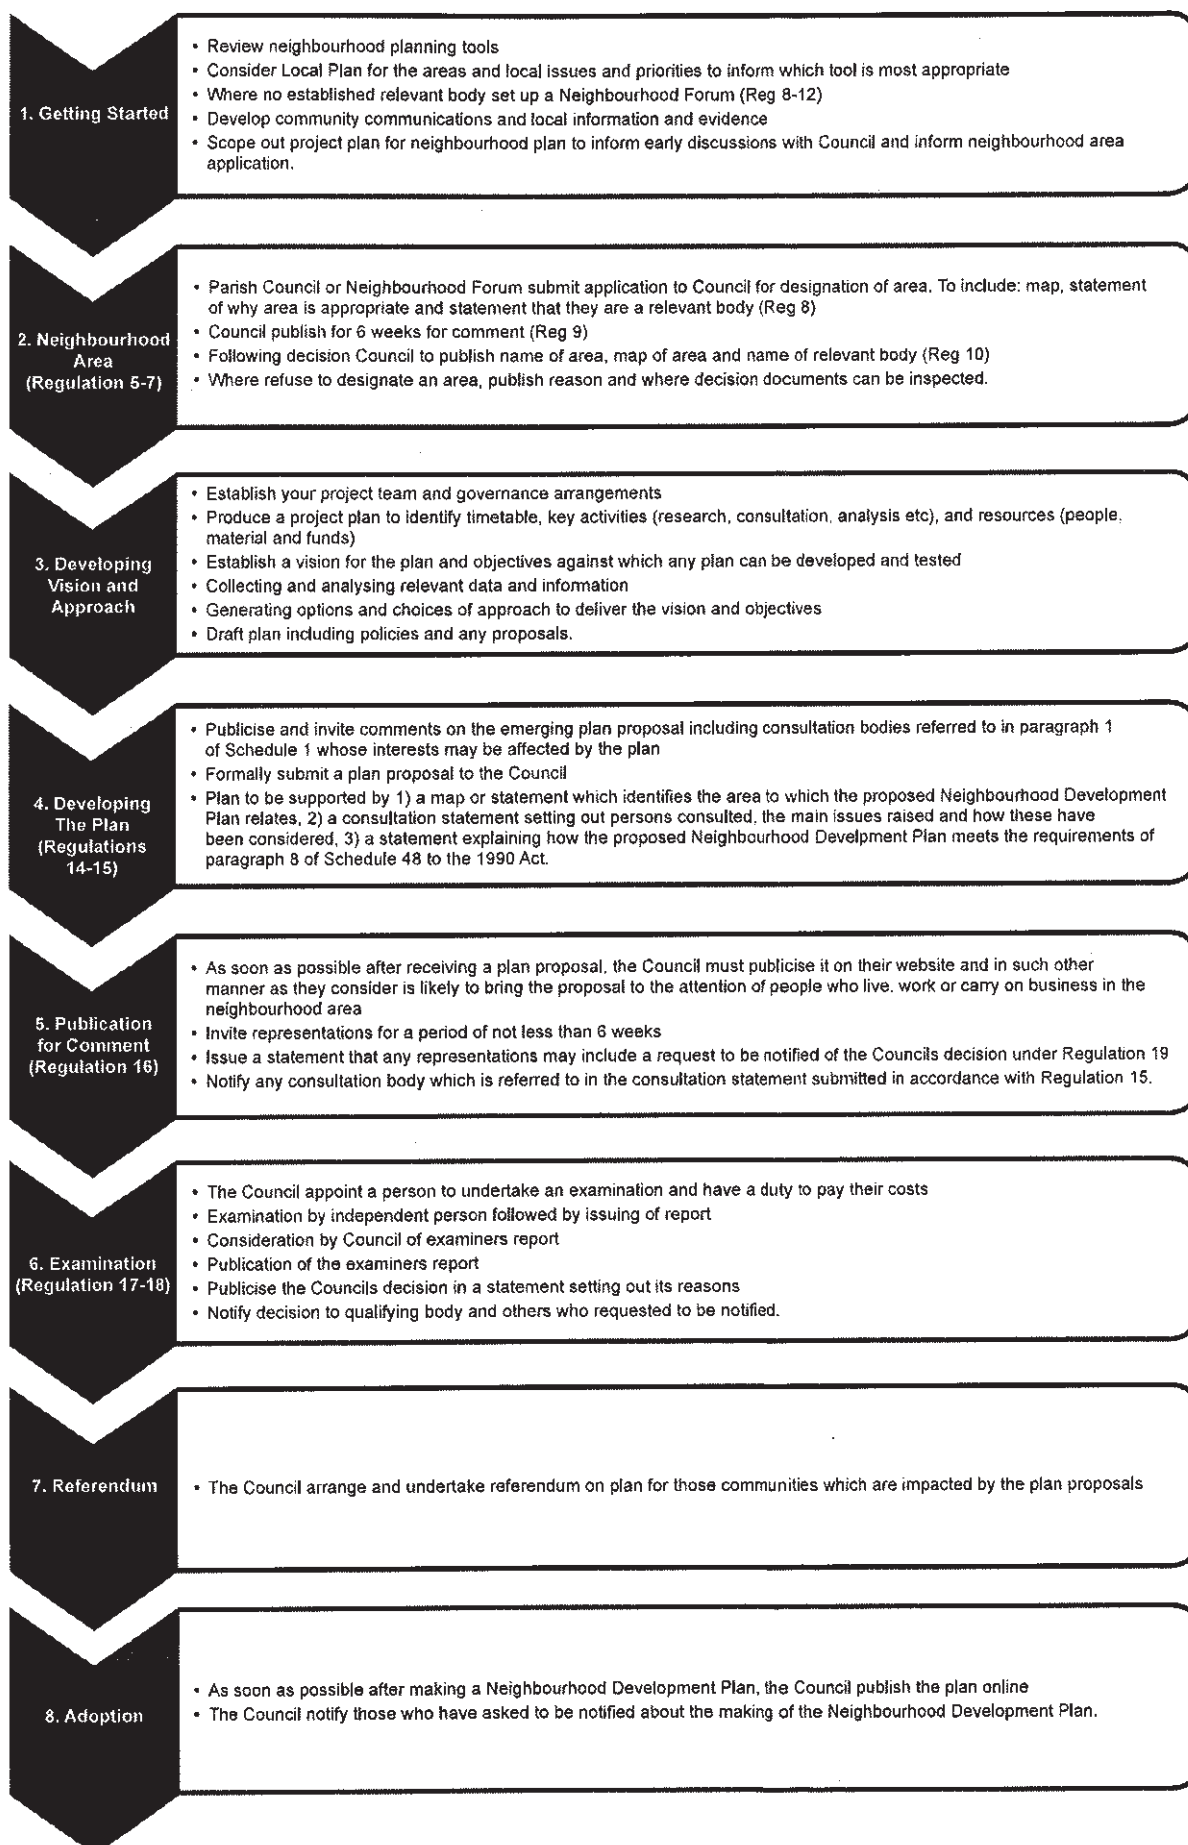 1. Getting Started
• Review neighbourhood planning tools
• Consider Local Plan for the areas and local issues and priorities to inform which tool is most appropriate
• Where no established relevant body set up a Neighbourhood Forum (Reg 8-12)
• Develop community communications and local information and evidence
• Scope out project plan for neighbourhood plan to inform early discussions with Council and inform neighbourhood area
application.
2. Neighbourhood
Area
(Regulation 5-7)
• Parish Council or Neighbourhood Forum submit application to Council for designation of area. To include: map, statement
of why area is appropriate and statement that they are a relevant body (Reg 8)
• Council publish for 6 weeks for comment (Reg 9)
• Following decision Council to publish name of area, map of area and name of relevant body (Reg 10)
• Where refuse to designate an area, publish reason and where decision documents can be inspected.
3. Developing
Vision and
Approach
• Establish your project team and governance arrangements
• Produce a project plan to identify timetable, key activities (research, consultation, analysis etc), and resources (people,
material and funds)
• Establish a vision for the plan and objectives against which any plan can be developed and tested
• Collecting and analysing relevant data and information
• Generating options and choices of approach to deliver the vision and objectives
• Draft plan including policies and any proposals.
4. Developing
The Plan
(Regulations
14-15)
• Publicise and invite comments on the emerging plan proposal including consultation bodies referred to in paragraph 1
of Schedule 1 whose interests may be affected by the plan
• Formally submit a plan proposal to the Council
• Plan to be supported by 1) a map or statement which identifies the area to which the proposed Neighbourhood Development
Plan relates, 2) a consultation statement setting out persons consulted, the main issues raised and how these have
been considered, 3) a statement explaining how the proposed Neighbourhood Develpment Plan meets the requirements of
paragraph 8 of Schedule 48 to the 1990 Act.
5. Publication
for Comment
(Regulation 16)
• As soon as possible after receiving a plan proposal, the Council must publicise it on their website and in such other
manner as they consider is likely to bring the proposal to the attention of people who live, work or carry on business in the
neighbourhood area
• Invite representations for a period of not less than 6 weeks
• Issue a statement that any representations may include a request to be notified of the Councils decision under Regulation 19
• Notify any consultation body which is referred to in the consultation statement submitted in accordance with Regulation 15.
6. Examination
(Regulation 17-18)
• The Council appoint a person to undertake an examination and have a duty to pay their costs
• Examination by independent person followed by issuing of report
• Consideration by Council of examiners report
• Publication of the examiners report
• Publicise the Councils decision in a statement setting out its reasons
• Notify decision to qualifying body and others who requested to be notified.
7. Referendum
• The Council arrange and undertake referendum on plan for those communities which are impacted by the plan proposals
8. Adoption
• As soon as possible after making a Neighbourhood Development Plan, the Council publish the plan online
• The Council notify those who have asked to be notified about the making of the Neighbourhood Development Plan.